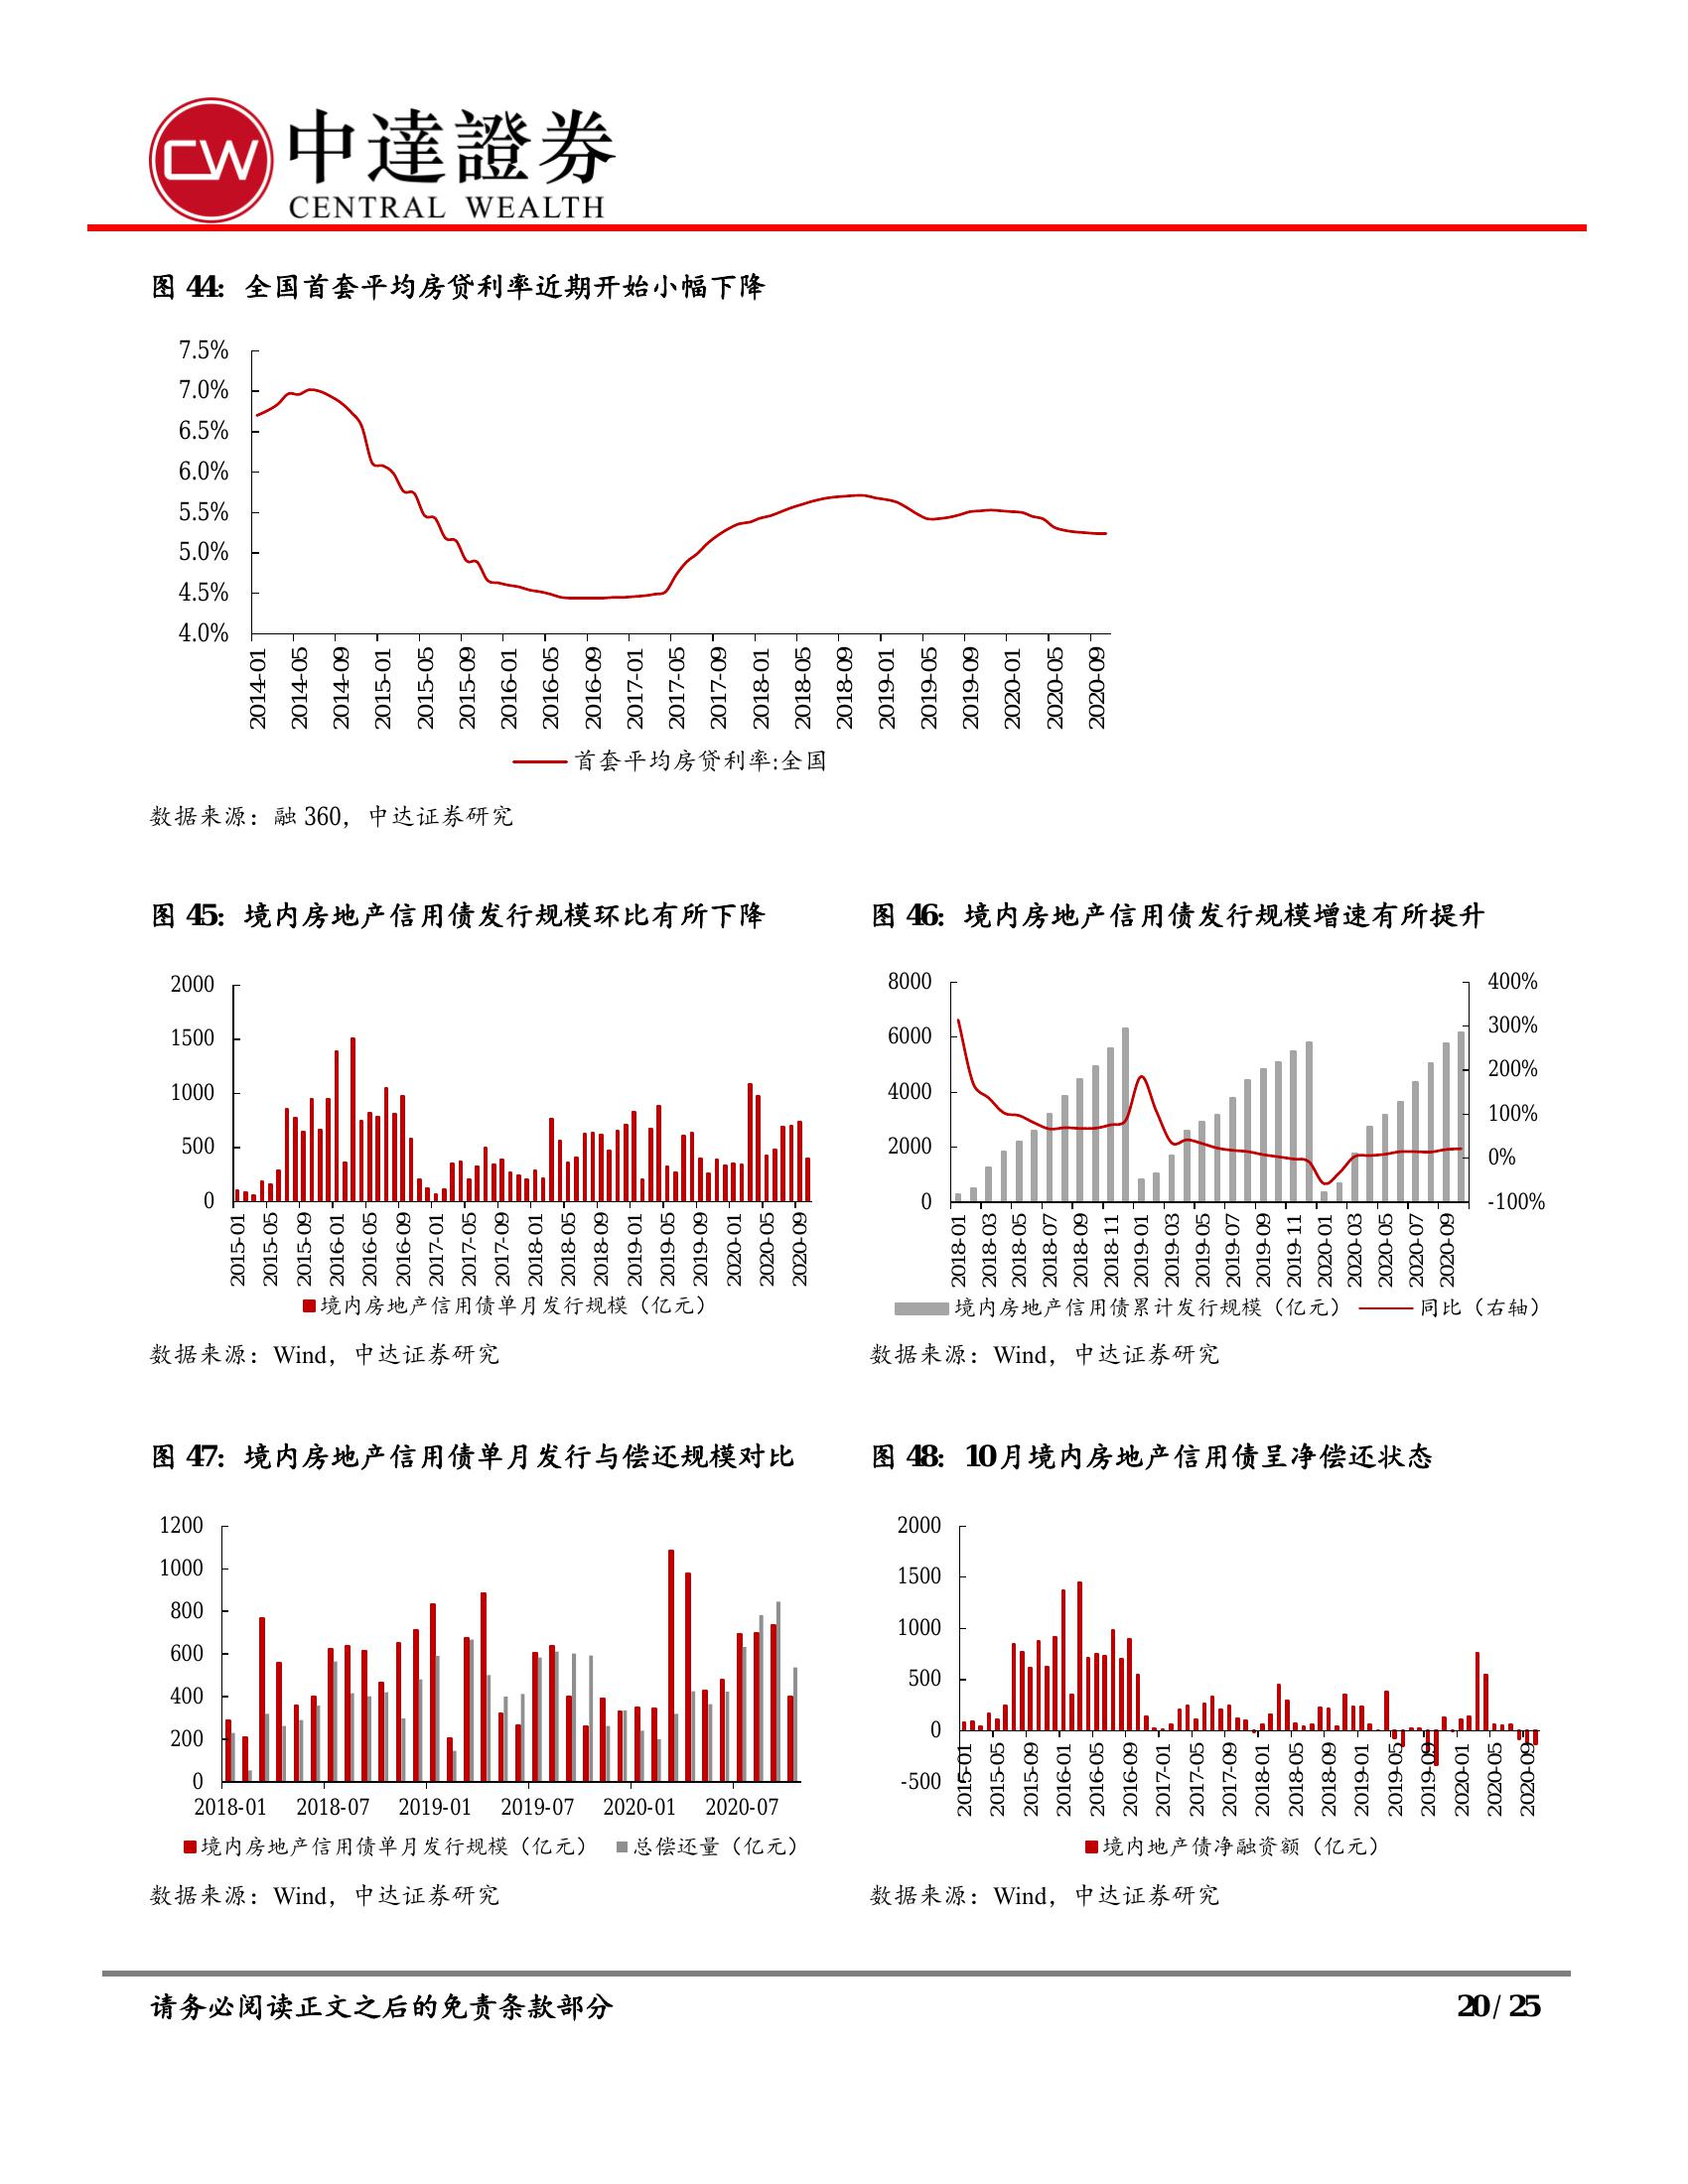 CW 中達證券
CENTRAL WEALTH
图 44：全国首套平均房贷利率近期开始小幅下降
7.5%
7.0%
6.5%
6.0%
5.5%
5.0%
4.5%
4.0%
2014-01 2014-05 2014-09 2015-01 2015-05 2015-09 2016-01 2016-05 2016-09 2017-01 2017-05 2017-09 2018-01 2018-05 2018-09 2019-01 2019-05 2019-09 2020-01 2020-05 2020-09
首套平均房贷利率:全国
数据来源：融 360，中达证券研究
图 45：境内房地产信用债发行规模环比有所下降
2000
1500
1000
500
0
2015-01 2015-05 2015-09 2016-01 2016-05 2016-09 2017-01 2017-05 2017-09 2018-01 2018-05 2018-09 2019-01 2019-05 2019-09 2020-01 2020-05 2020-09
境内房地产信用债单月发行规模（亿元）
数据来源：Wind，中达证券研究
图 46：境内房地产信用债发行规模增速有所提升
8000
6000
4000
2000
0
400%
300%
200%
100%
0%
-100%
2018-01 2018-03 2018-05 2018-07 2018-09 2018-11 2019-01 2019-03 2019-05 2019-07 2019-09 2019-11 2020-01 2020-03 2020-05 2020-07 2020-09
境内房地产信用债累计发行规模（亿元） 同比（右轴）
数据来源：Wind，中达证券研究
图 47：境内房地产信用债单月发行与偿还规模对比
1200
1000
800
600
400
200
0
2018-01 2018-07 2019-01 2019-07 2020-01 2020-07
境内房地产信用债单月发行规模（亿元） 总偿还量（亿元）
数据来源：Wind，中达证券研究
图 48：10月境内房地产信用债呈净偿还状态
2000
1500
1000
500
0
-500
2015-01 2015-05 2015-09 2016-01 2016-05 2016-09 2017-01 2017-05 2017-09 2018-01 2018-05 2018-09 2019-01 2019-05 2019-09 2020-01 2020-05 2020-09
境内地产债净融资额（亿元）
数据来源：Wind，中达证券研究
请务必阅读正文之后的免责条款部分
20 / 25